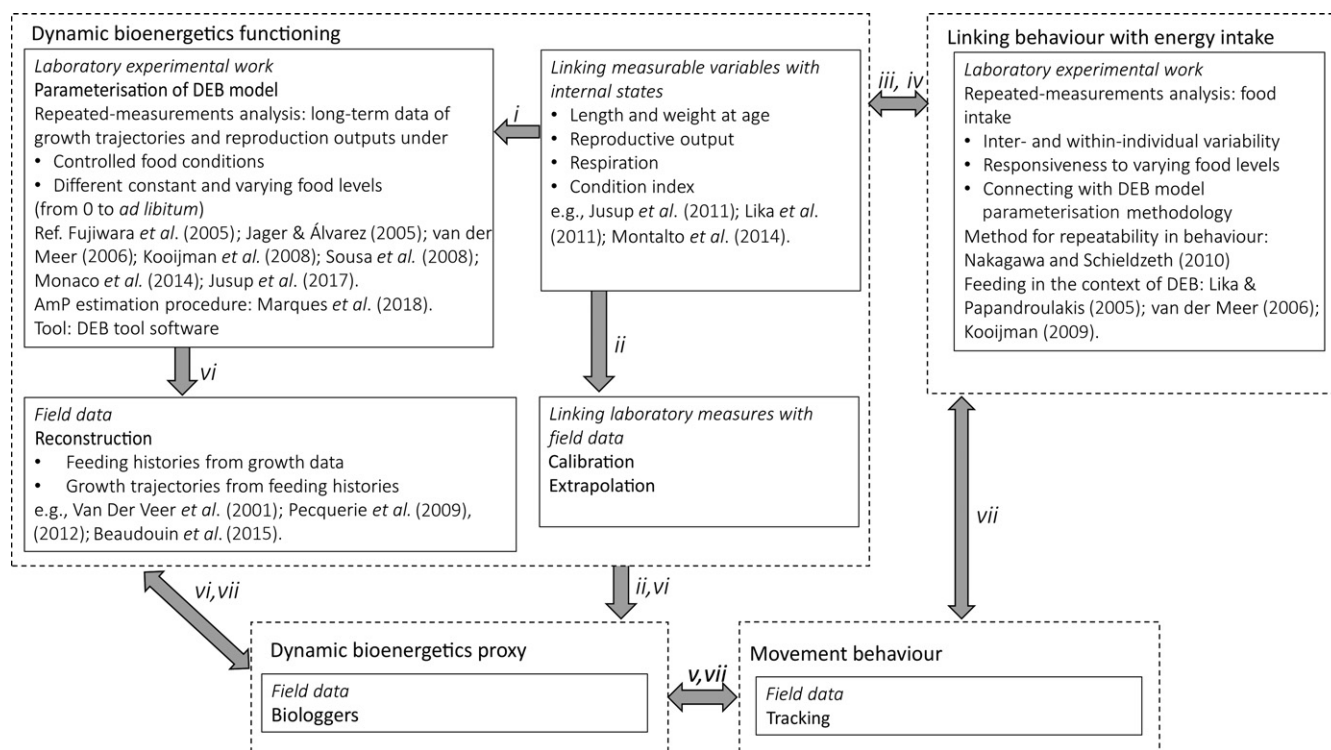 Dynamic bioenergetics functioning
Laboratory experimental work
Parameterisation of DEB model
Repeated-measurements analysis: long-term data of
growth trajectories and reproduction outputs under
• Controlled food conditions
• Different constant and varying food levels
(from 0 to ad libitum)
Ref. Fujiwara et al. (2005); Jager & Álvarez (2005); van der
Meer (2006); Kooijman et al. (2008); Sousa et al. (2008);
Monaco et al. (2014); Jusup et al. (2017).
AmP estimation procedure: Marques et al. (2018).
Tool: DEB tool software
i
Linking measurable variables with
internal states
• Length and weight at age
• Reproductive output
• Respiration
• Condition index
e.g., Jusup et al. (2011); Lika et al.
(2011); Montalto et al. (2014).
iii, iv
Linking behaviour with energy intake
Laboratory experimental work
Repeated-measurements analysis: food
intake
• Inter- and within-individual variability
• Responsiveness to varying food levels
• Connecting with DEB model
parameterisation methodology
Method for repeatability in behaviour:
Nakagawa and Schieldzeth (2010)
Feeding in the context of DEB: Lika &
Papandroulakis (2005); van der Meer (2006);
Kooijman (2009).
vi
ii
Field data
Reconstruction
• Feeding histories from growth data
• Growth trajectories from feeding histories
e.g., Van Der Veer et al. (2001); Pecquerie et al. (2009),
(2012); Beaudouin et al. (2015).
Linking laboratory measures with
field data
Calibration
Extrapolation
vii
vi,vii
ii,vi
Dynamic bioenergetics proxy
Field data
Biologgers
v,vii
Movement behaviour
Field data
Tracking